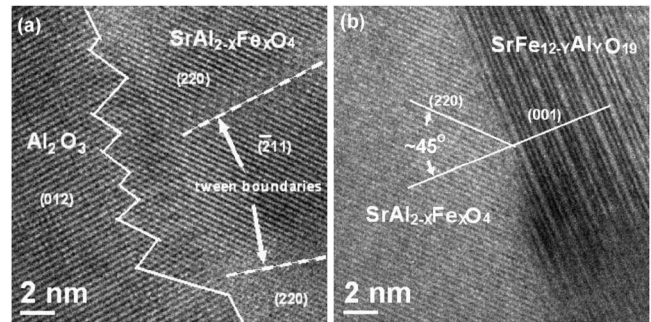 (a)
SrAl2-XFeXO4
(220)
Al2O3
(2̅11)
tween boundaries
(012)
(220)
2 nm
(b)
SrFe12-YAlYO19
(220)
(001)
~45°
SrAl2-XFeXO4
2 nm